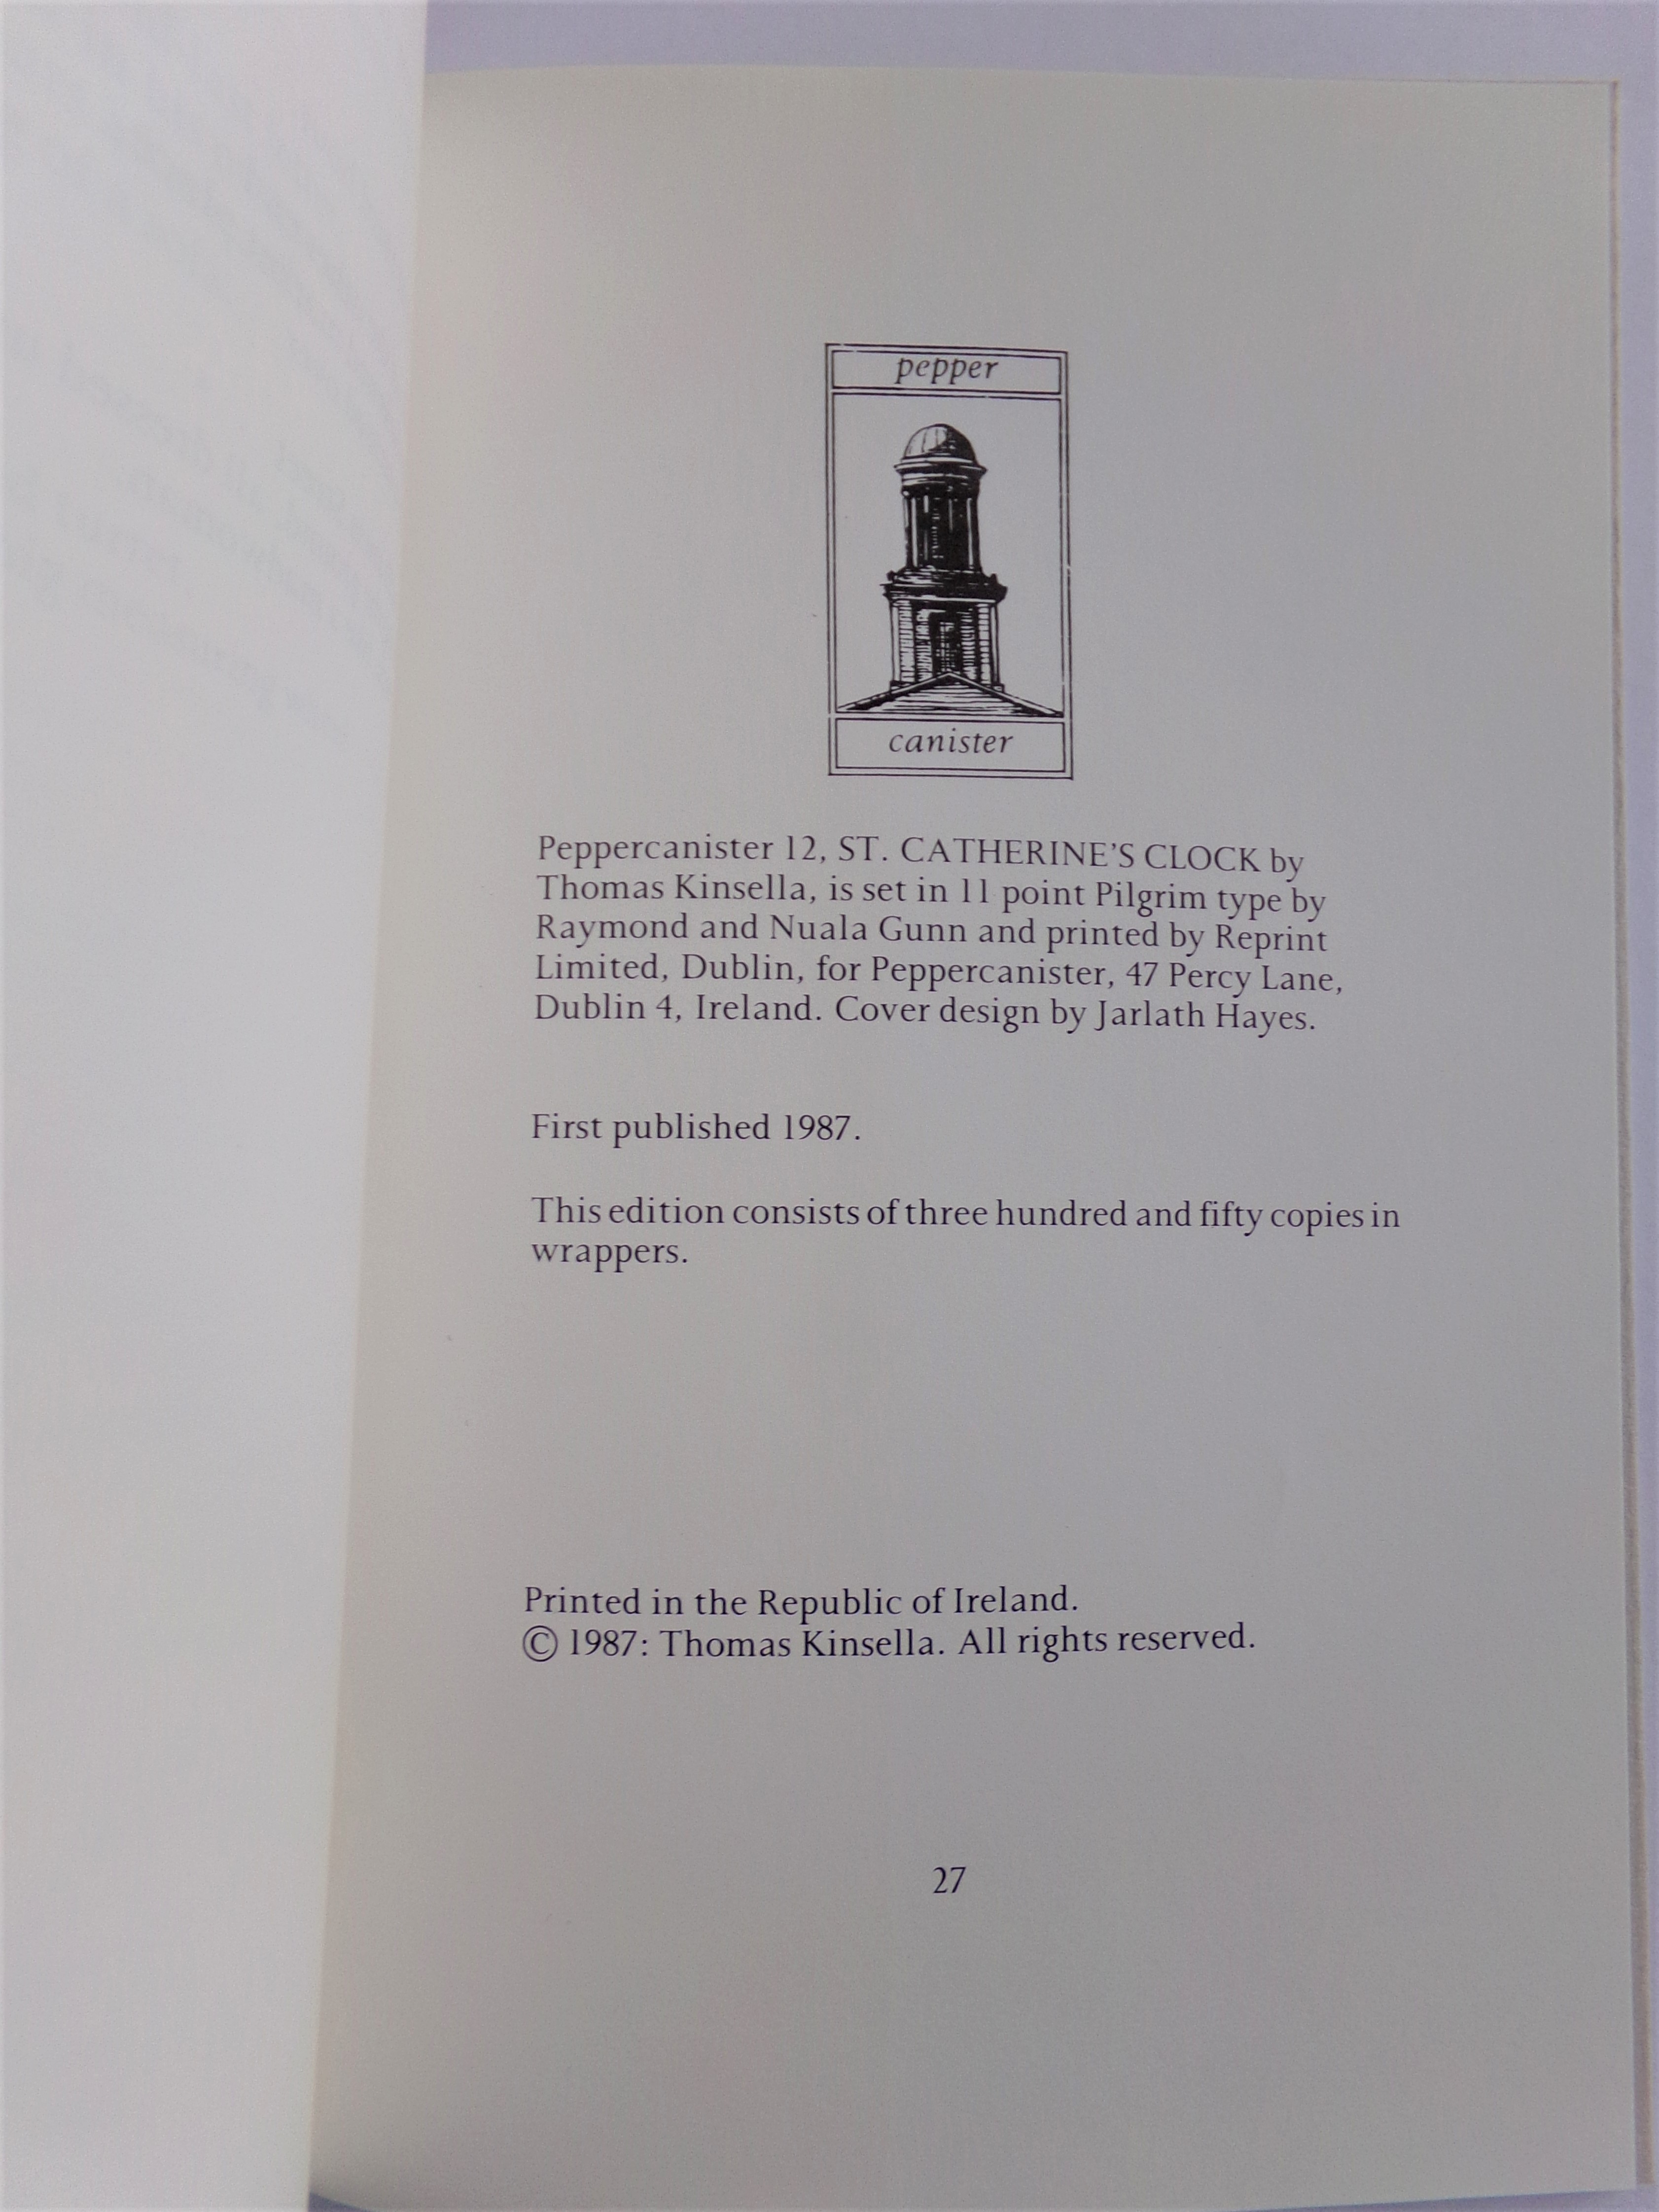 pepper
canister
Peppercanister 12, ST. CATHERINE'S CLOCK by
Thomas Kinsella, is set in 11 point Pilgrim type by
Raymond and Nuala Gunn and printed by Reprint
Limited, Dublin, for Peppercanister, 47 Percy Lane,
Dublin 4, Ireland. Cover design by Jarlath Hayes.
First published 1987.
This edition consists of three hundred and fifty copies in
wrappers.
Printed in the Republic of Ireland.
© 1987: Thomas Kinsella. All rights reserved.
27